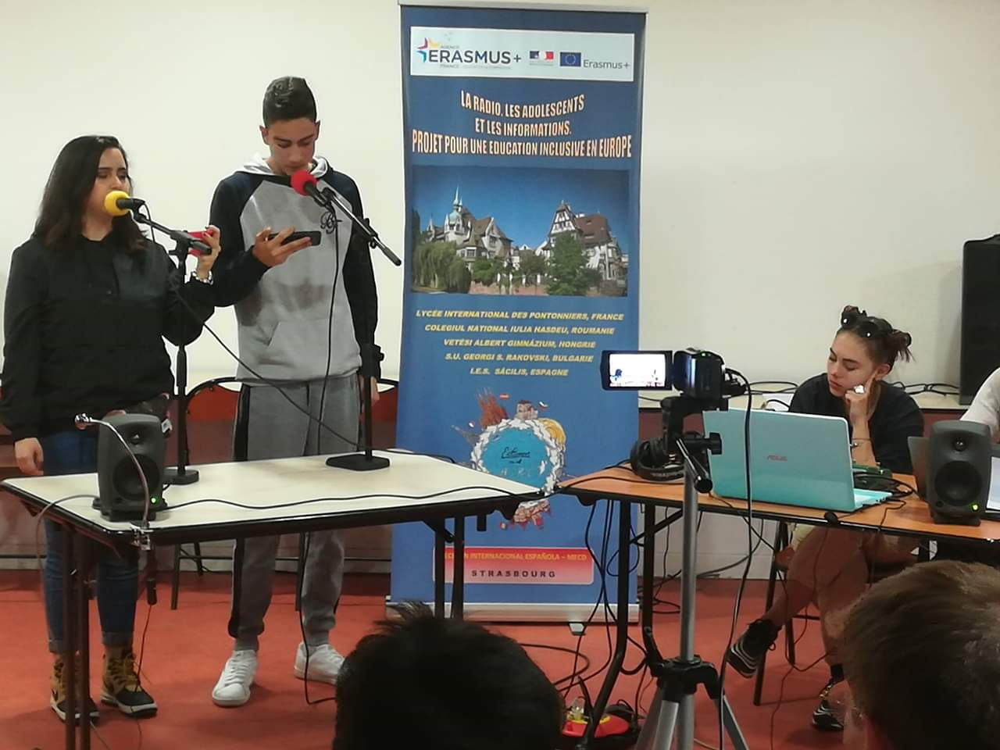 AGENCE
ERASMUS+
FRANCE
Erasmus+
LA RADIO, LES ADOLESCENTS
ET LES INFORMATIONS.
PROJET POUR UNE EDUCATION INCLUSIVE EN EUROPE
LYCÉE INTERNATIONAL DES PONTONNIERS, FRANCE
COLEGIUL NATIONAL IULIA HASDEU, ROUMANIE
VETÉSI ALBERT GIMNÁZIUM, HONGRIE
S.U. GEORGI S. RAKOVSKI, BULGARIE
I.E.S. SÁCILIS, ESPAGNE
INTERNACIONAL ESPAÑOLA – MECD
STRASBOURG
ASUS